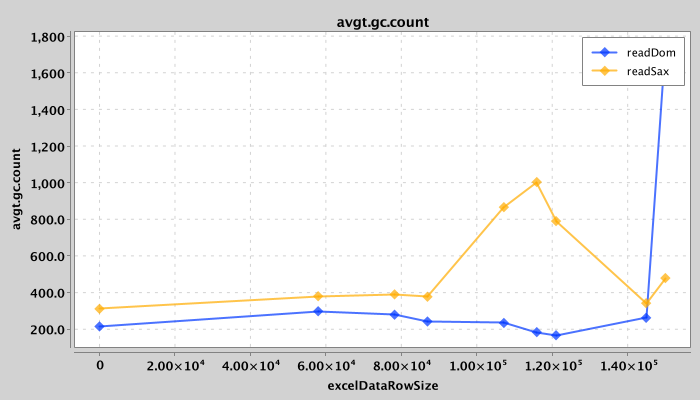 avgt.gc.count
1,800
1,600
1,400
1,200
1,000
800.0
600.0
400.0
200.0
avgt.gc.count
readDom
readSax
0 2.00×10⁴ 4.00×10⁴ 6.00×10⁴ 8.00×10⁴ 1.00×10⁵ 1.20×10⁵ 1.40×10⁵
excelDataRowSize